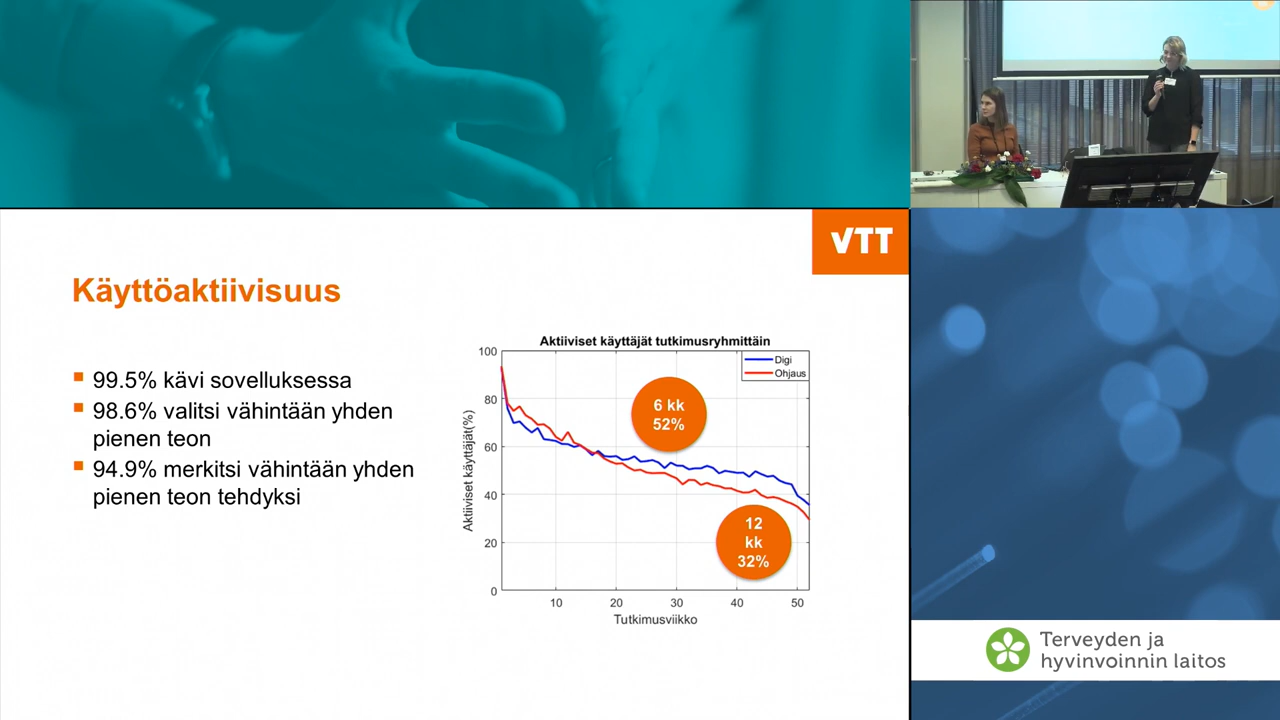 VTT
Käyttöaktiivisuus
99.5% kävi sovelluksessa
98.6% valitsi vähintään yhden
pienen teon
94.9% merkitsi vähintään yhden
pienen teon tehdyksi
Aktiiviset käyttäjät tutkimusryhmittäin
Digi
Ohjaus
Aktiiviset käyttäjät(%)
100
80
60
40
20
0
6 kk
52%
12
kk
32%
10
20
30
40
50
Tutkimusviikko
Terveyden ja
hyvinvoinnin laitos